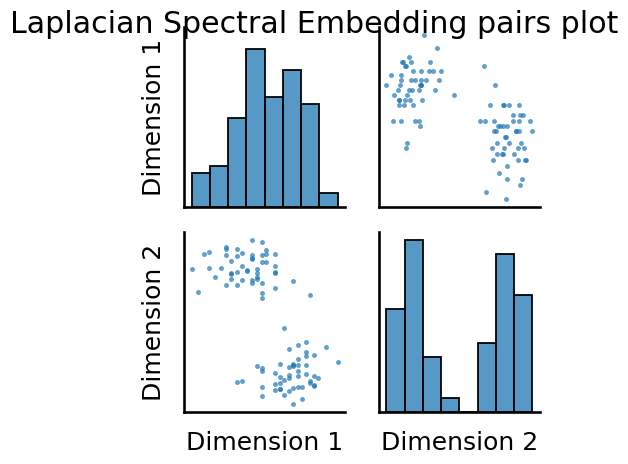 Laplacian Spectral Embedding pairs plot
Dimension 1
Dimension 2
Dimension 1
Dimension 2